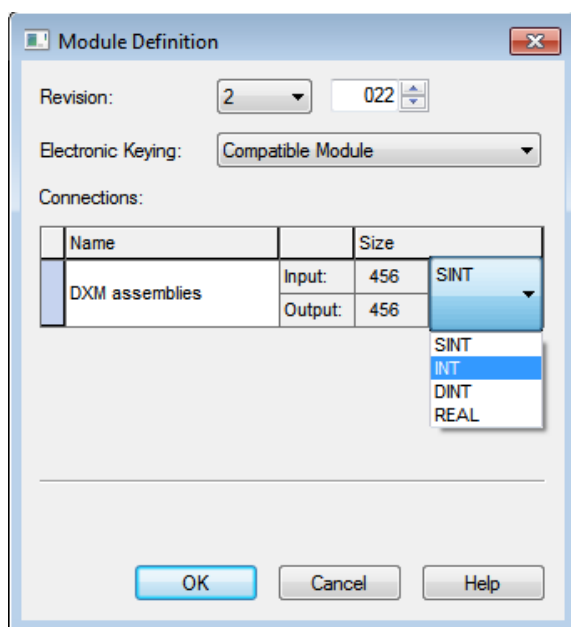 Module Definition
Revision: 2 022
Electronic Keying: Compatible Module
Connections:
Name Size
DXM assemblies Input: 456 SINT
Output: 456
SINT
INT
DINT
REAL
OK Cancel Help